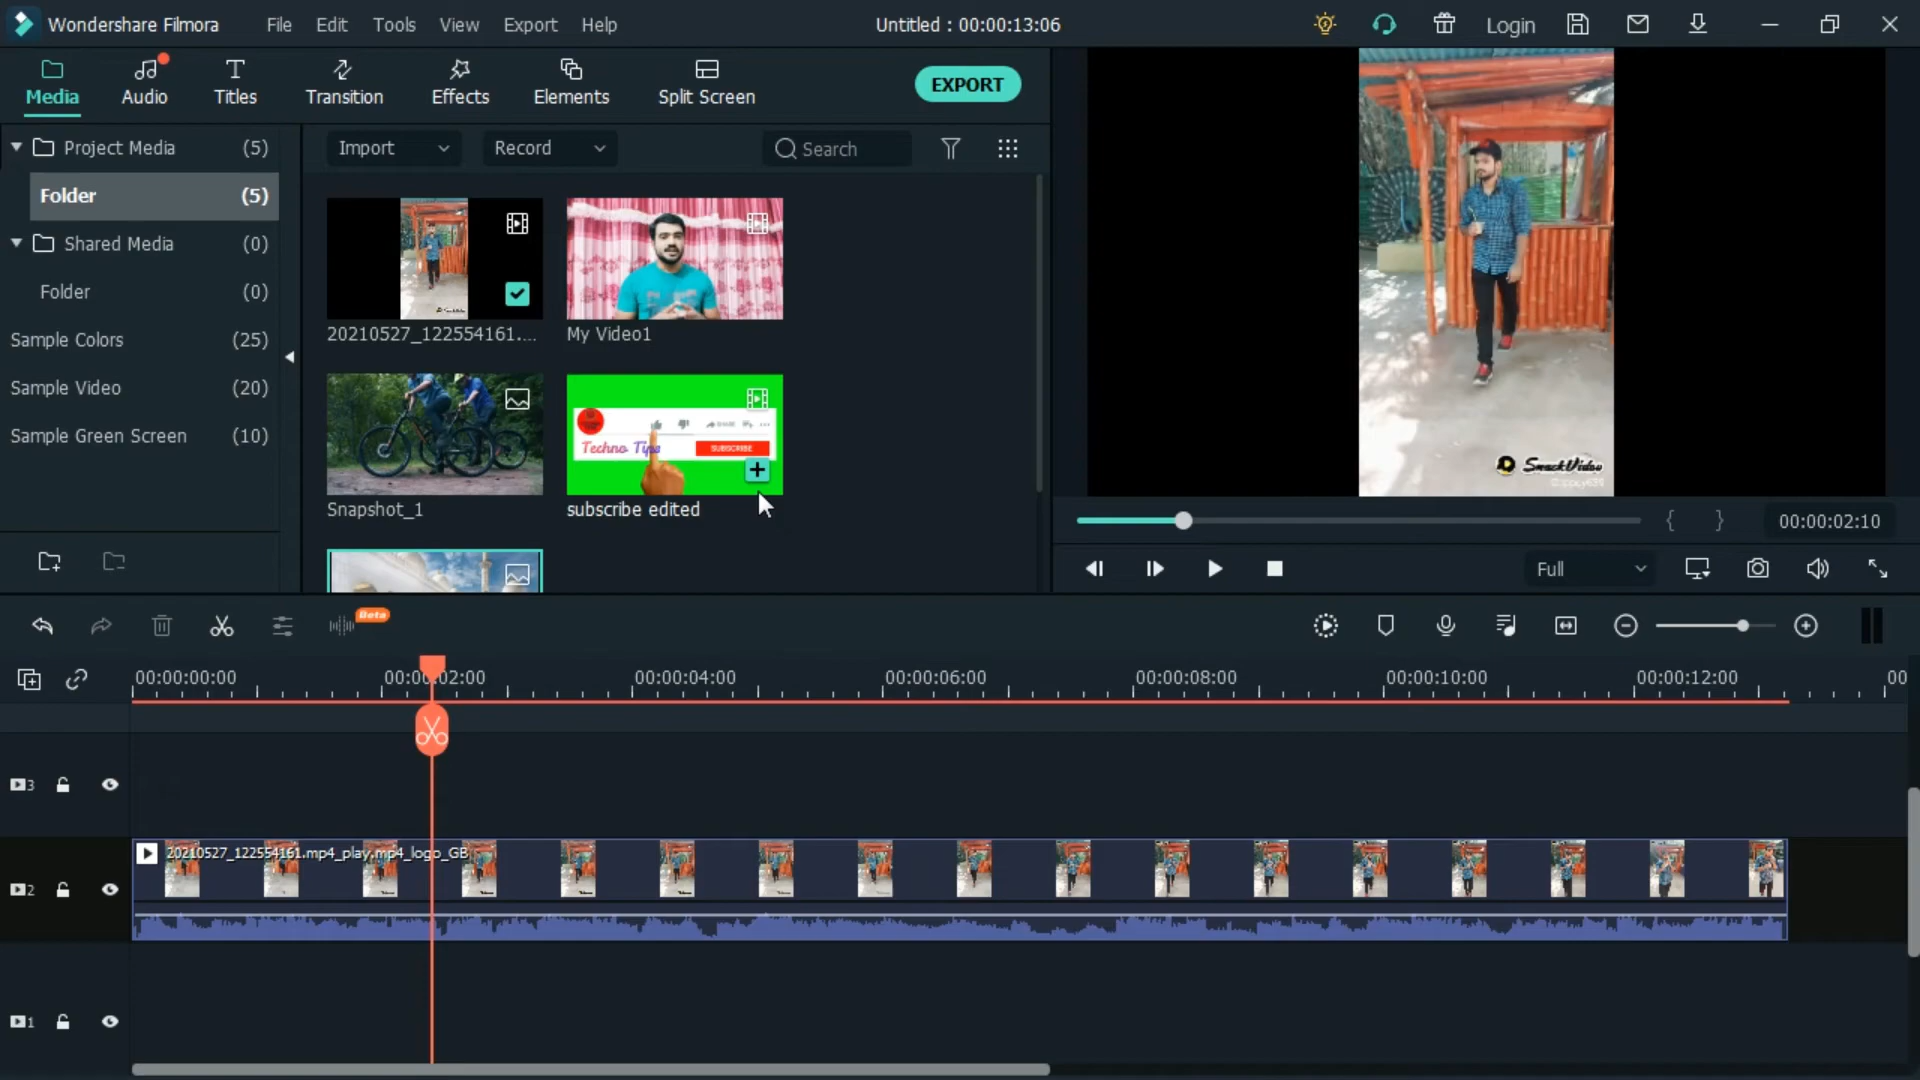 Wondershare Filmora File Edit Tools View Export Help Untitled : 00:00:13:06 Login
Media Audio Titles Transition Effects Elements Split Screen EXPORT
Project Media (5)
Folder (5)
Shared Media (0)
Folder (0)
Sample Colors (25)
Sample Video (20)
Sample Green Screen (10)
Import Record Search
20210527_122554161....
My Video1
SHARE
Techno Tips SUBSCRIBE
Snapshot_1
subscribe edited
SnackVideo
{ } 00:00:02:10
Full
Beta
00:00:00:00 00:00:02:00 00:00:04:00 00:00:06:00 00:00:08:00 00:00:10:00 00:00:12:00 00
3
20210527_122554161.mp4_play.mp4_logo_GB
2
1